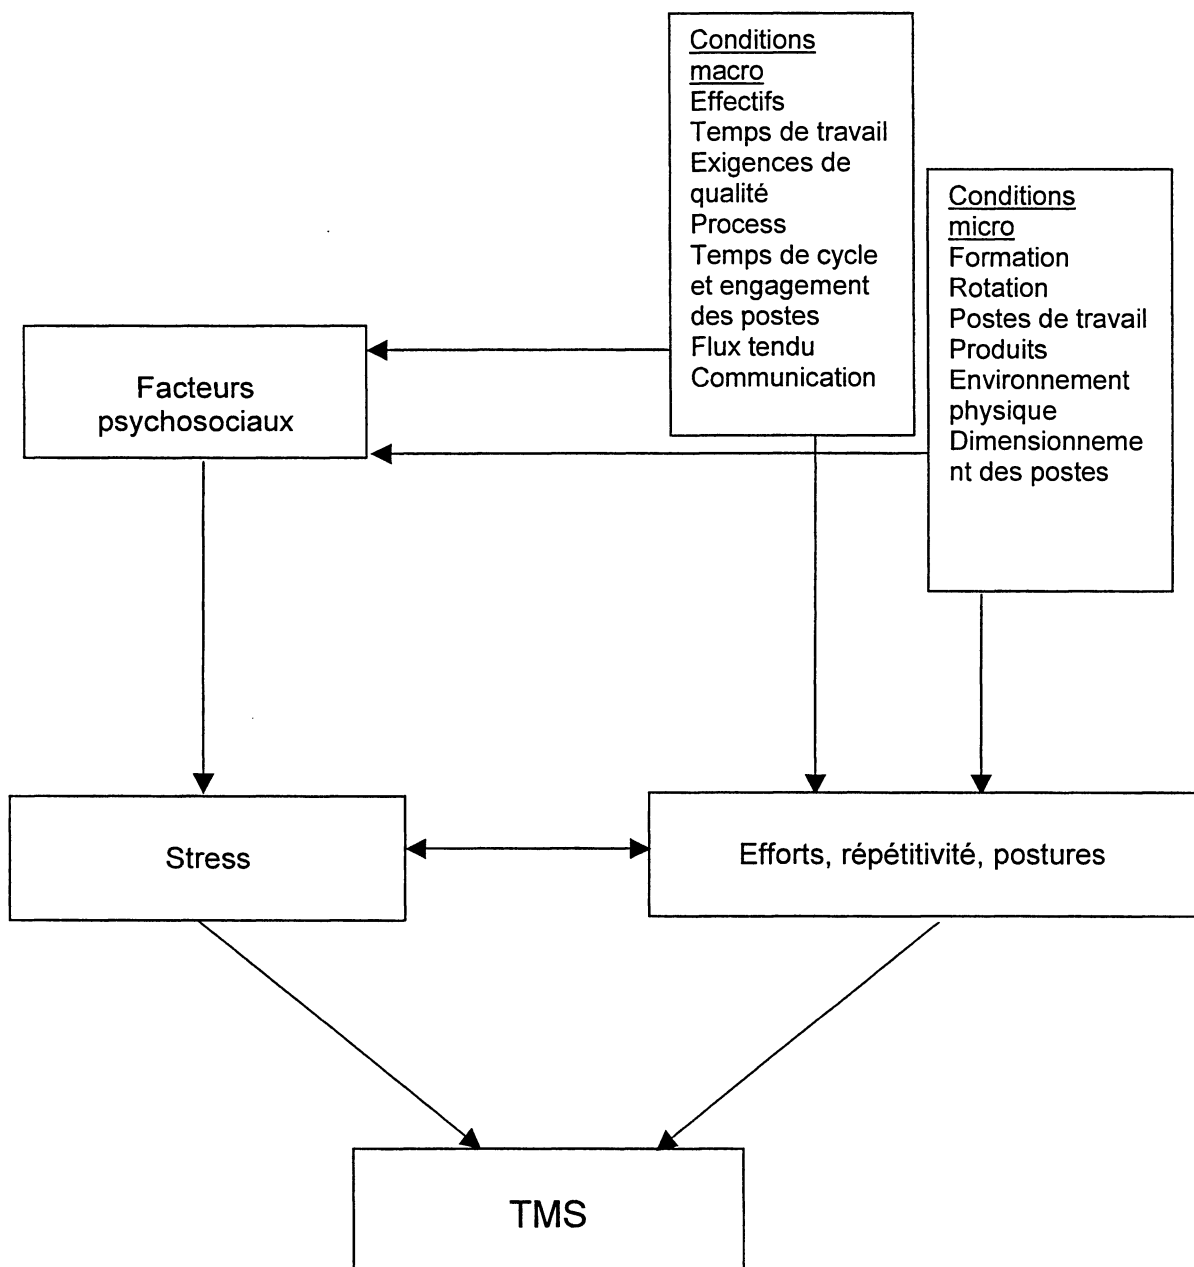 Conditions
macro
Effectifs
Temps de travail
Exigences de
qualité
Process
Temps de cycle
et engagement
des postes
Flux tendu
Communication
Conditions
micro
Formation
Rotation
Postes de travail
Produits
Environnement
physique
Dimensionneme
nt des postes
Facteurs
psychosociaux
Stress
Efforts, répétitivité, postures
TMS